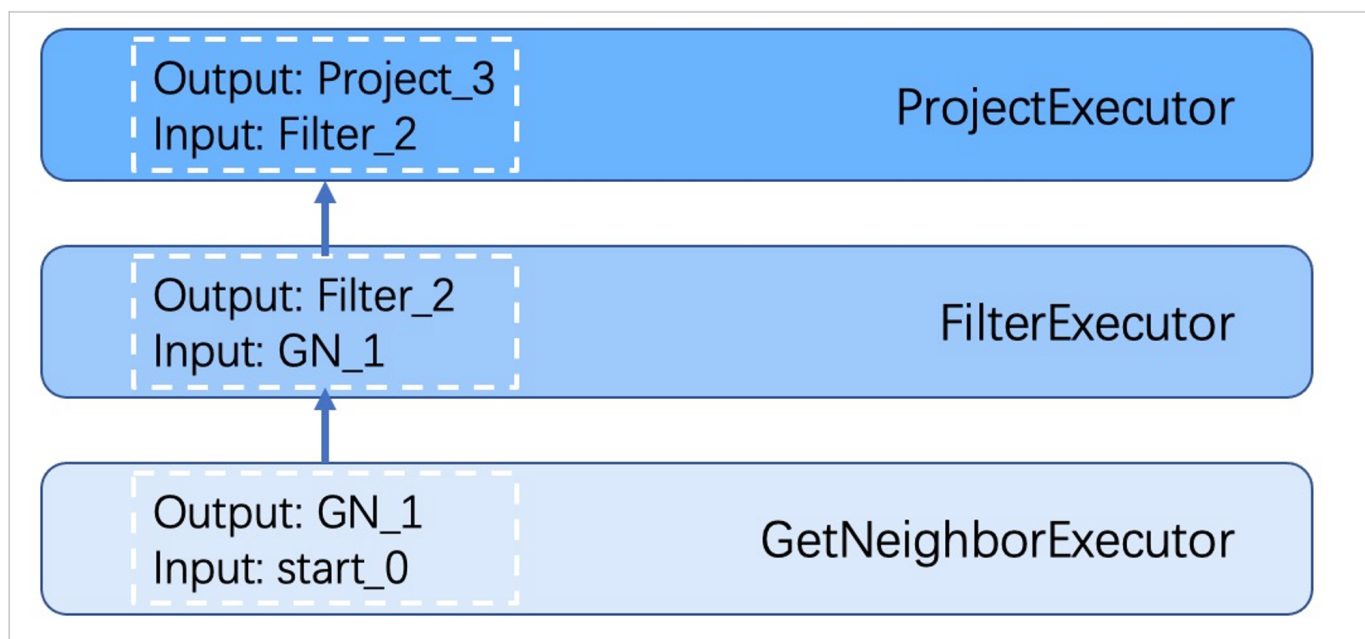 Output: Project_3
Input: Filter_2
ProjectExecutor
Output: Filter_2
Input: GN_1
FilterExecutor
Output: GN_1
Input: start_0
GetNeighborExecutor